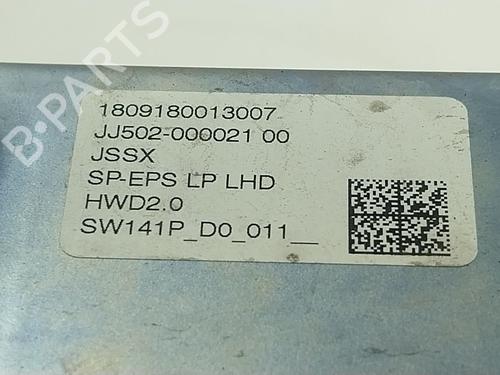 B-PARTS
1809180013007
JJ502-000021 00
JSSX
SP-EPS LP LHD
HWD2.0
SW141P_D0_011__